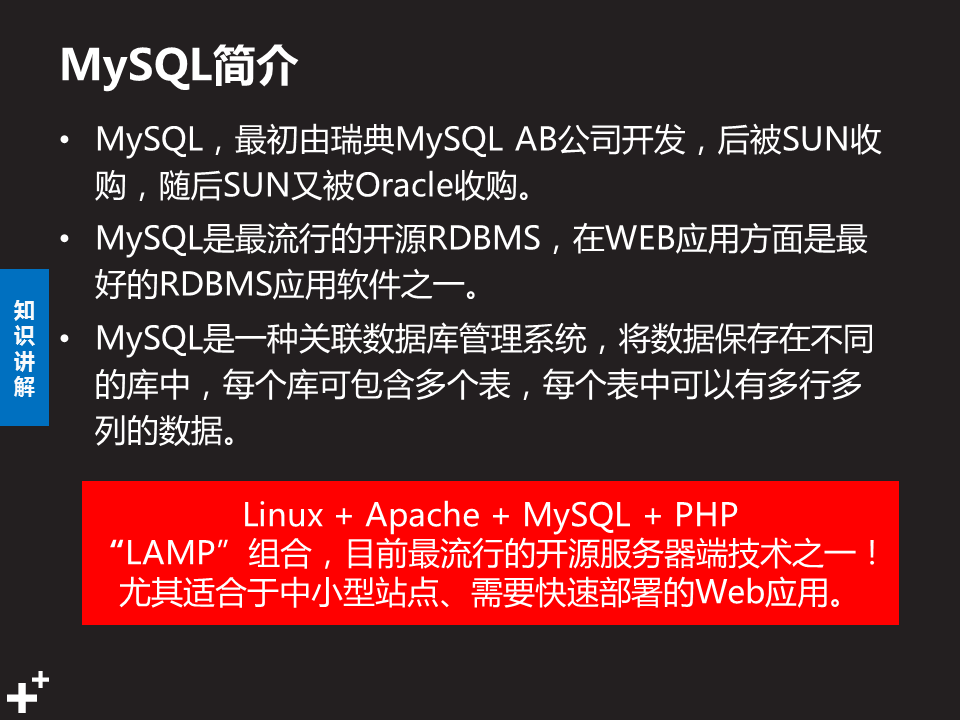 MySQL简介
• MySQL，最初由瑞典MySQL AB公司开发，后被SUN收
购，随后SUN又被Oracle收购。
• MySQL是最流行的开源RDBMS，在WEB应用方面是最
好的RDBMS应用软件之一。
• MySQL是一种关联数据库管理系统，将数据保存在不同
的库中，每个库可包含多个表，每个表中可以有多行多
列的数据。
知
识
讲
解
Linux + Apache + MySQL + PHP
“LAMP”组合，目前最流行的开源服务器端技术之一！
尤其适合于中小型站点、需要快速部署的Web应用。